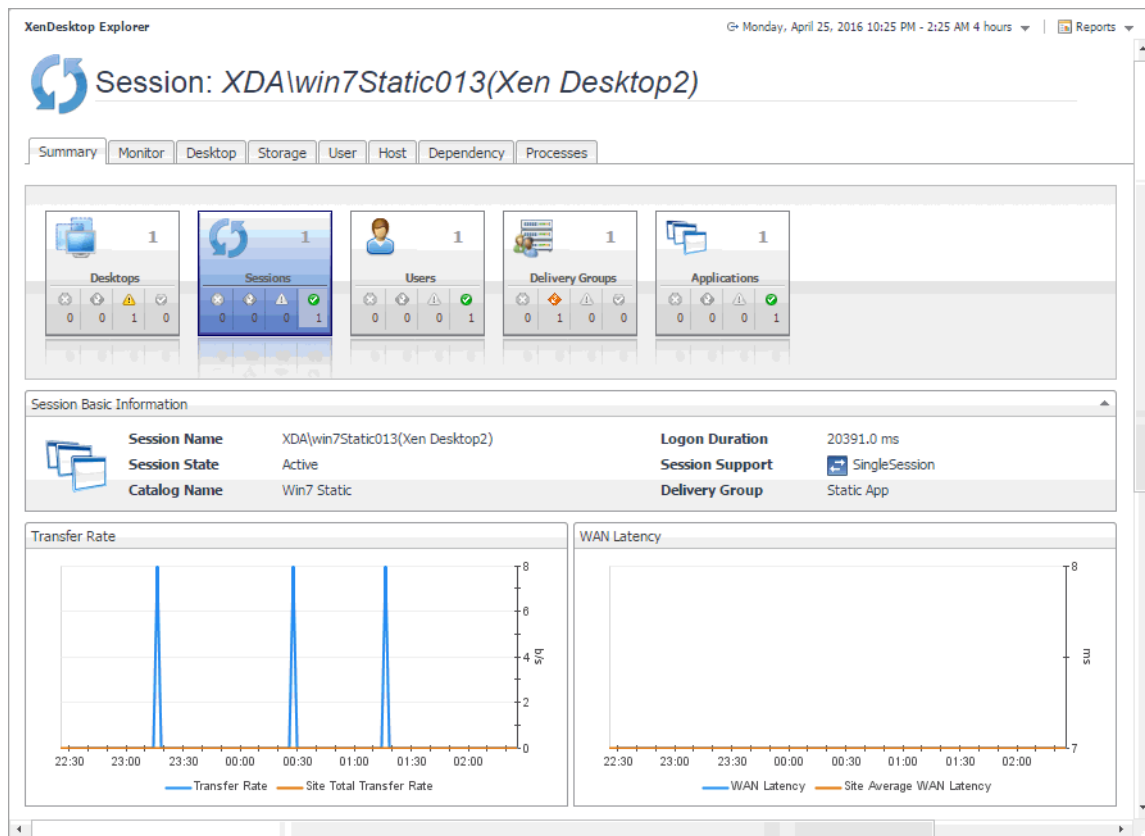 XenDesktop Explorer
Monday, April 25, 2016 10:25 PM - 2:25 AM 4 hours
Reports
Session: XDA\win7Static013(Xen Desktop2)
Summary Monitor Desktop Storage User Host Dependency Processes
1 1 1 1 1
Desktops Sessions Users Delivery Groups Applications
0 0 1 0 0 0 0 1 0 0 0 1 0 1 0 0 0 0 0 1
Session Basic Information
Session Name XDA\win7Static013(Xen Desktop2) Logon Duration 20391.0 ms
Session State Active Session Support SingleSession
Catalog Name Win7 Static Delivery Group Static App
Transfer Rate
8
6
4
2
0
b/s
22:30 23:00 23:30 00:00 00:30 01:00 01:30 02:00
Transfer Rate Site Total Transfer Rate
WAN Latency
8
7
ms
22:30 23:00 23:30 00:00 00:30 01:00 01:30 02:00
WAN Latency Site Average WAN Latency